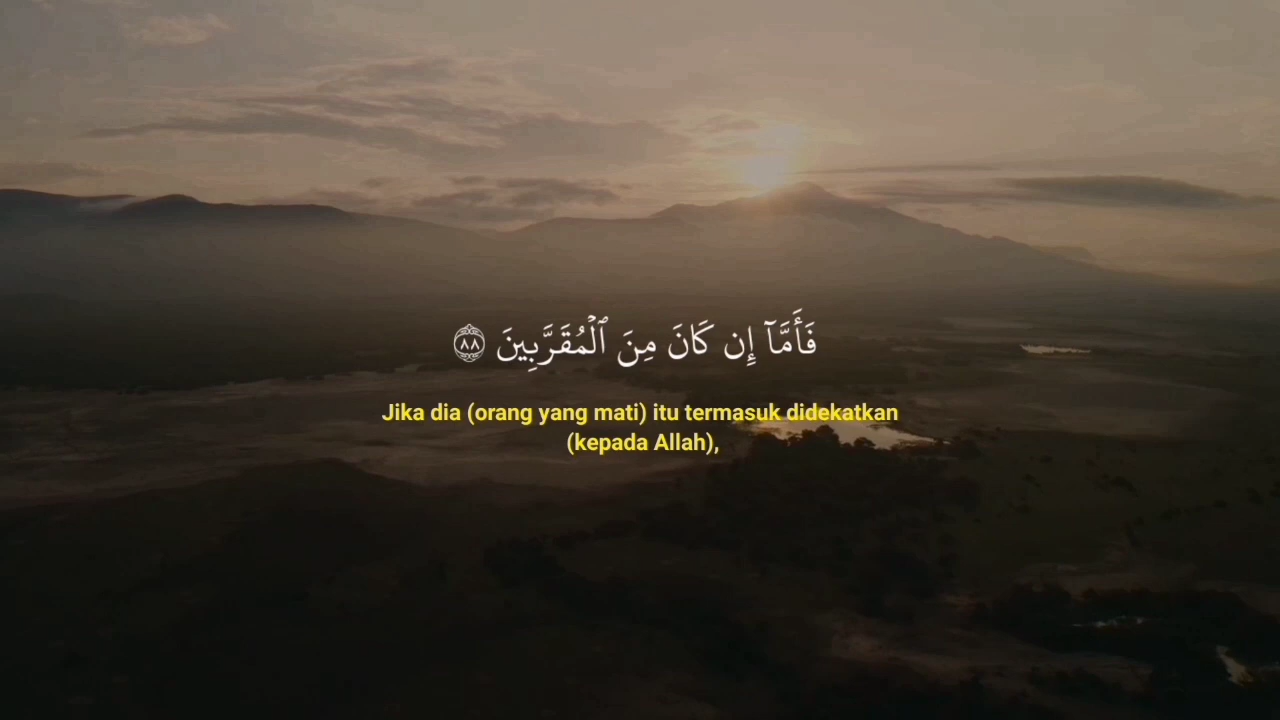 فَأَمَّآ إِن كَانَ مِنَ ٱلْمُقَرَّبِينَ ٨٨
Jika dia (orang yang mati) itu termasuk didekatkan
(kepada Allah),